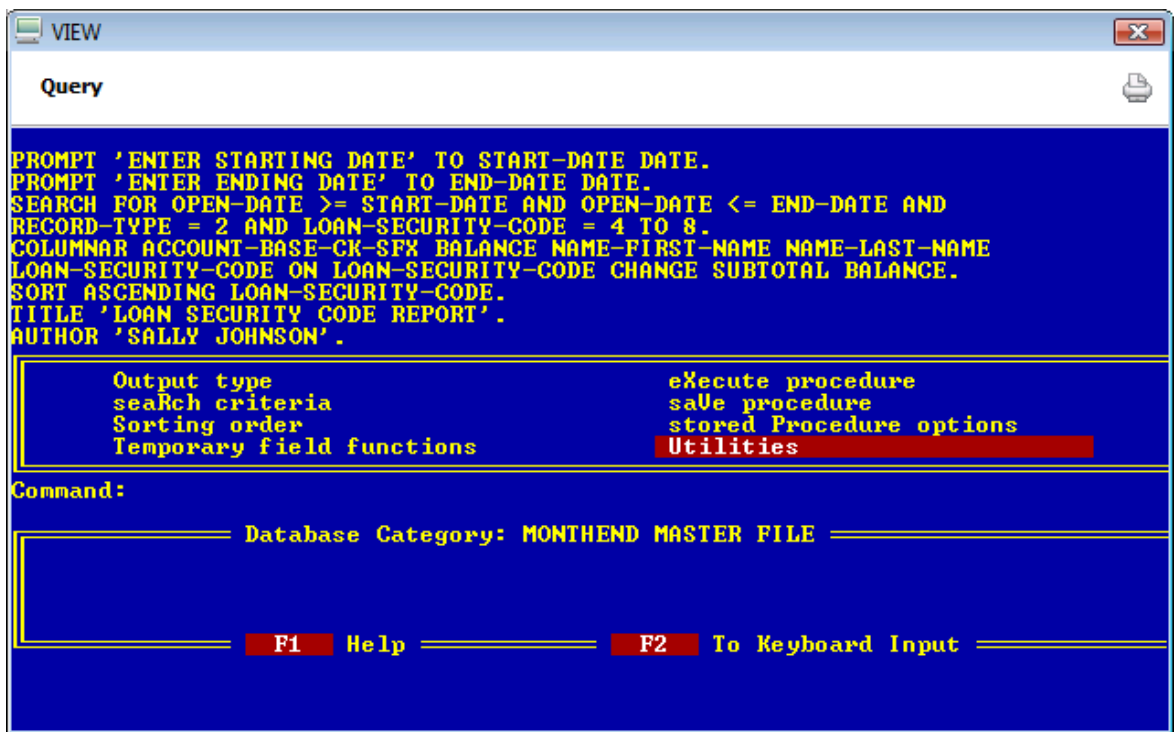 VIEW
Query
PROMPT 'ENTER STARTING DATE' TO START-DATE DATE.
PROMPT 'ENTER ENDING DATE' TO END-DATE DATE.
SEARCH FOR OPEN-DATE >= START-DATE AND OPEN-DATE <= END-DATE AND
RECORD-TYPE = 2 AND LOAN-SECURITY-CODE = 4 TO 8.
COLUMNAR ACCOUNT-BASE-CK-SFX BALANCE NAME-FIRST-NAME NAME-LAST-NAME
LOAN-SECURITY-CODE ON LOAN-SECURITY-CODE CHANGE SUBTOTAL BALANCE.
SORT ASCENDING LOAN-SECURITY-CODE.
TITLE 'LOAN SECURITY CODE REPORT'.
AUTHOR 'SALLY JOHNSON'.
Output type eXecute procedure
seaRch criteria saVe procedure
Sorting order stored Procedure options
Temporary field functions Utilities
Command:
Database Category: MONTHEND MASTER FILE
F1 Help F2 To Keyboard Input